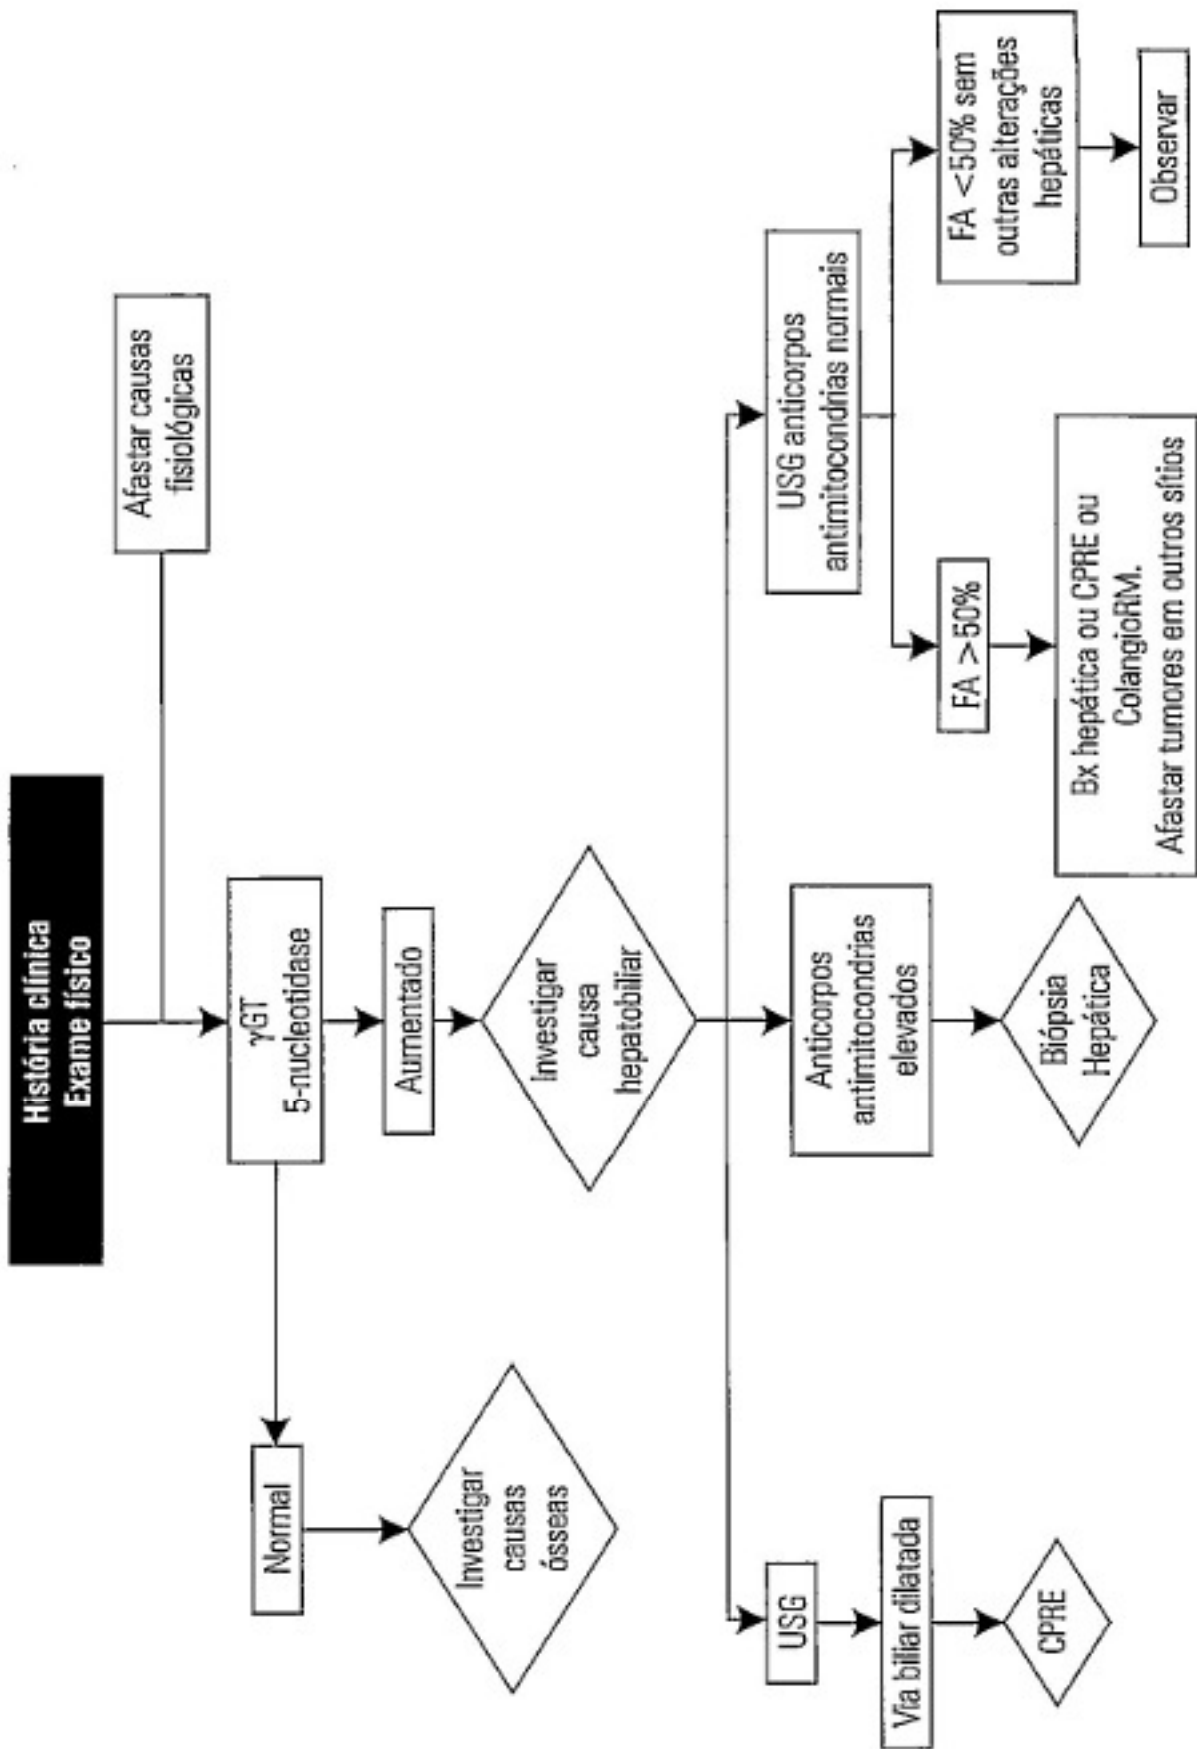 História clínica
Exame físico
Afastar causas
fisiológicas
γGT
5-nucleotidase
Normal
Aumentado
Investigar
causas
ósseas
Investigar
causa
hepatobiliar
USG
Anticorpos
antimitocondrias
elevados
USG anticorpos
antimitocondrias normais
Via biliar dilatada
CPRE
Biópsia
Hepática
FA >50%
FA <50% sem
outras alterações
hepáticas
Bx hepática ou CPRE ou
ColangioRM.
Afastar tumores em outros sítios
Observar